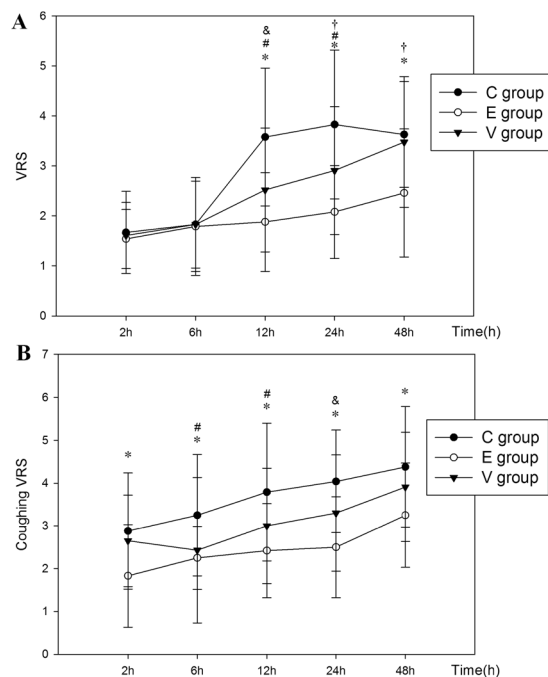 A
6
5
4
3
2
1
0
VRS
&
#
*
†
#
*
†
*
C group
E group
V group
2h 6h 12h 24h 48h Time(h)
B
7
6
5
4
3
2
1
0
Coughing VRS
*
#
*
#
*
&
*
*
C group
E group
V group
2h 6h 12h 24h 48h Time(h)